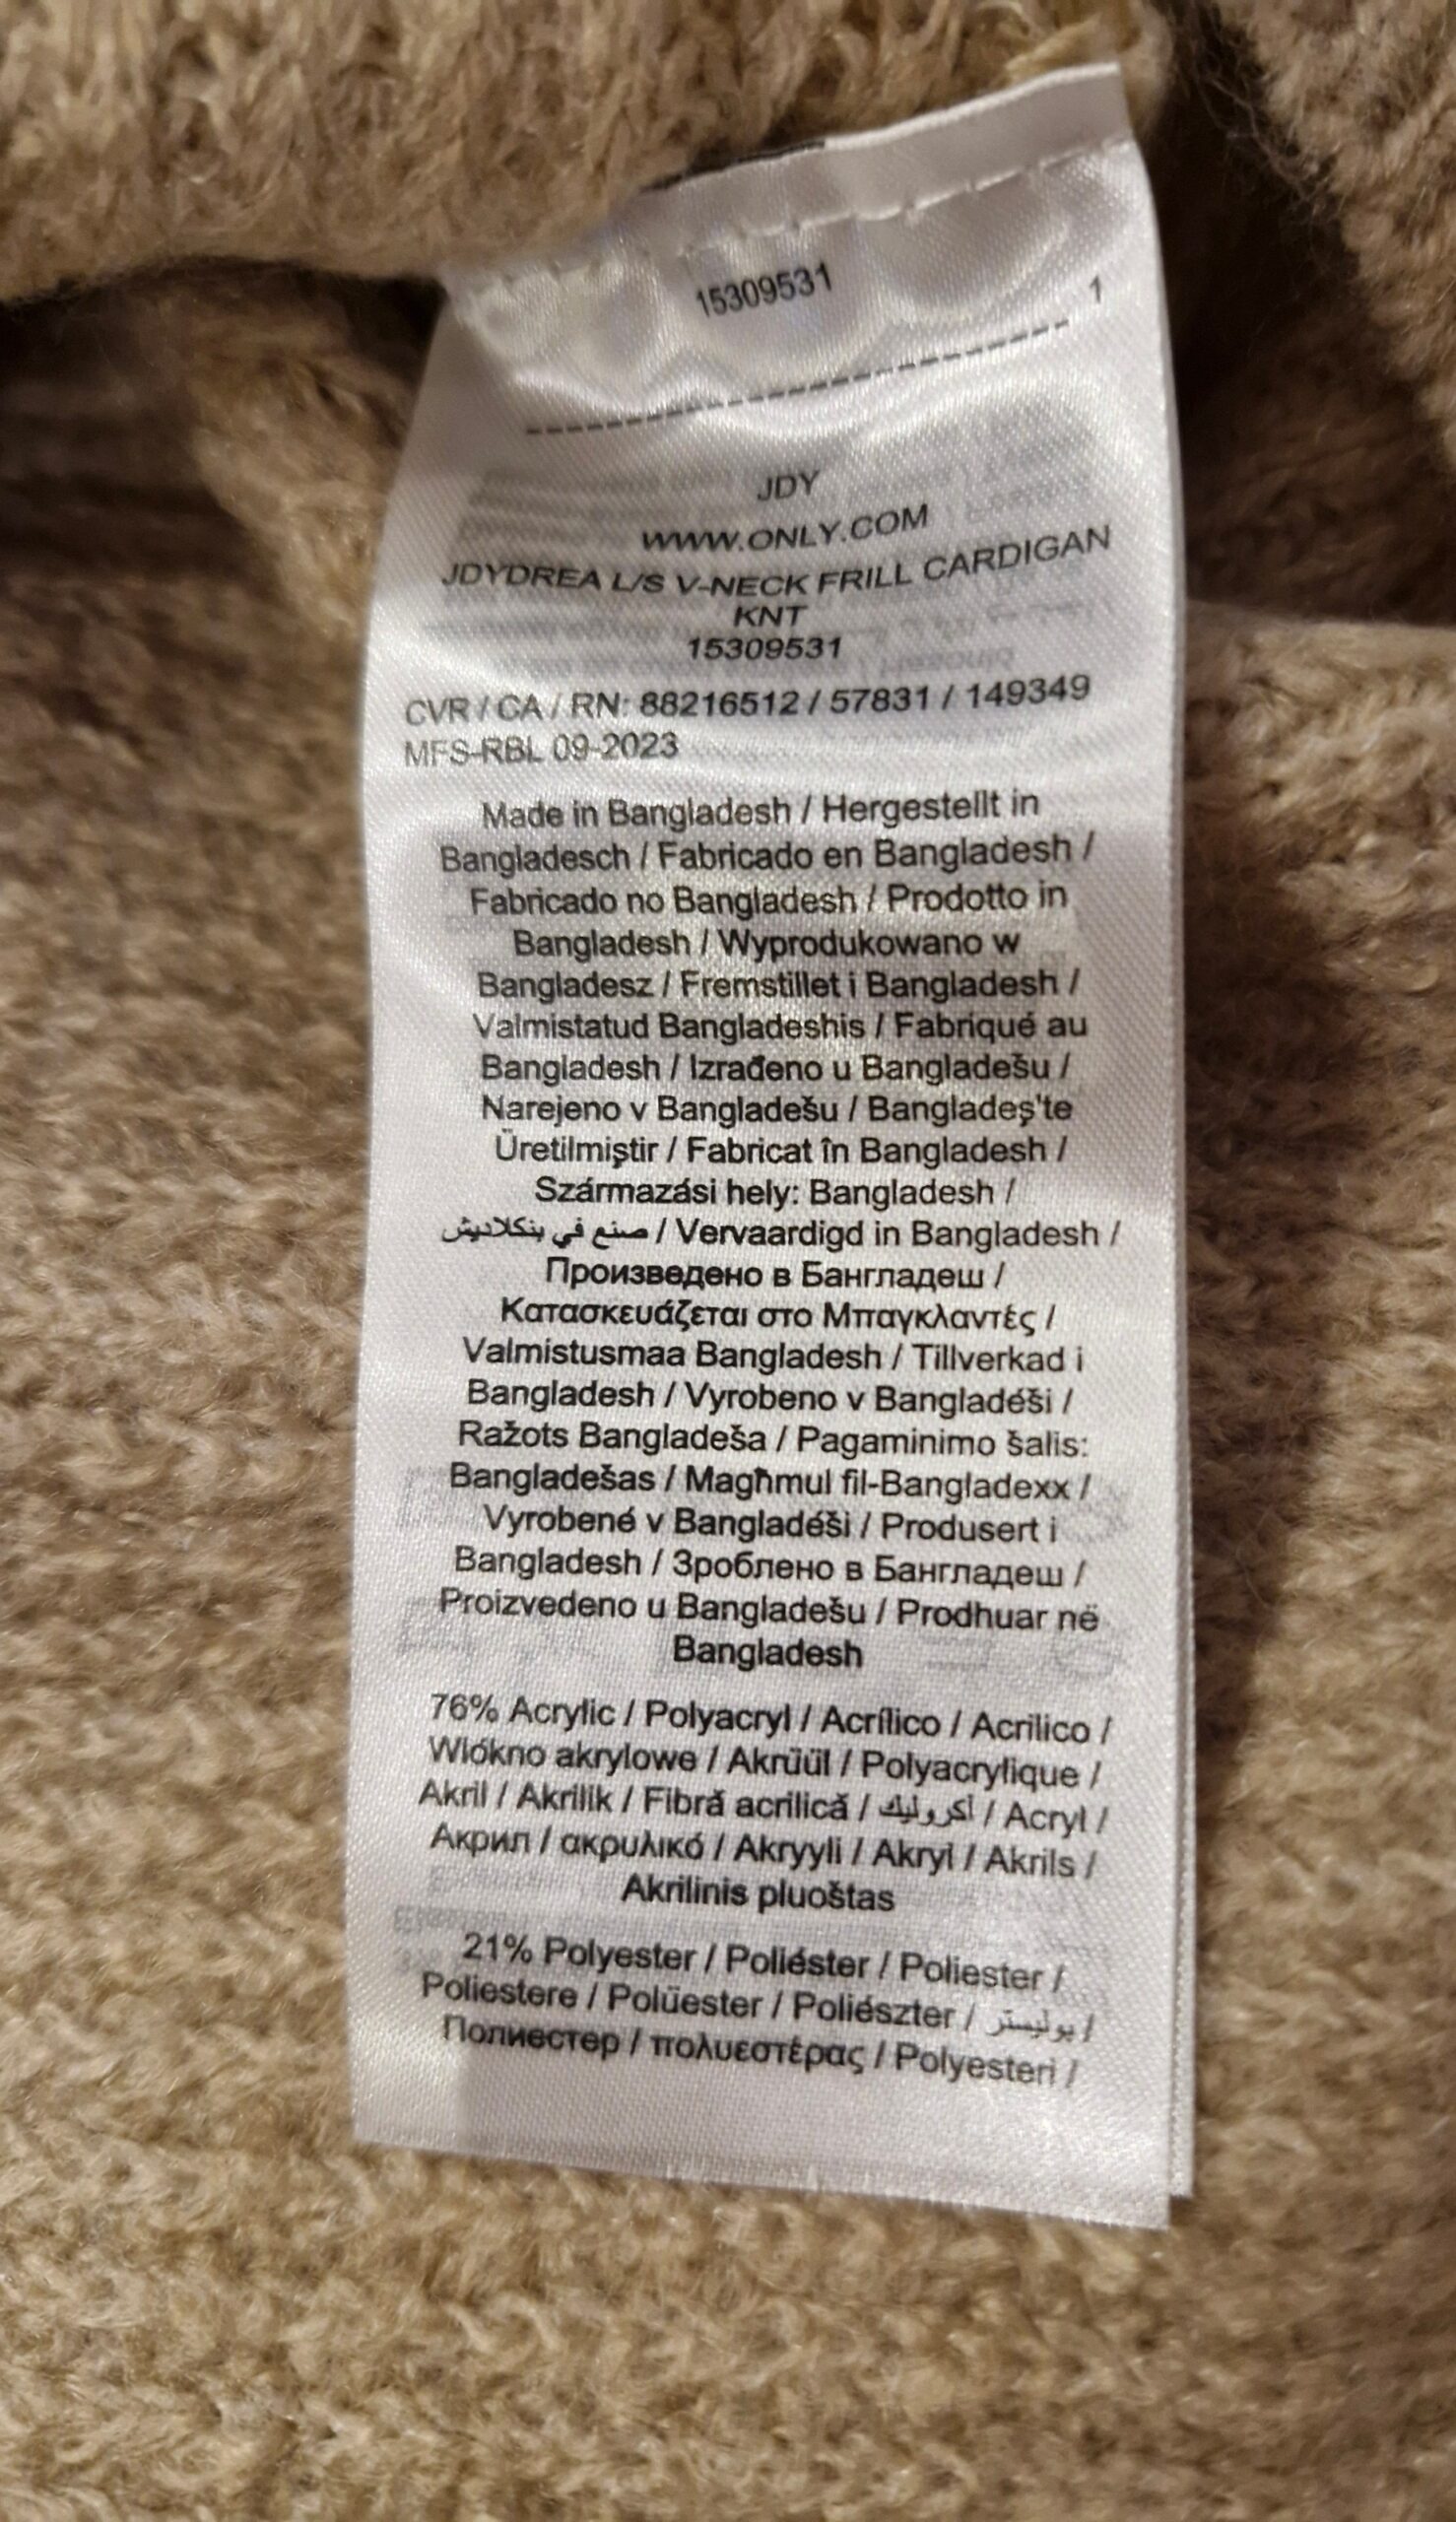 15309531
1
JDY
WWW.ONLY.COM
JDYDREA L/S V-NECK FRILL CARDIGAN
KNT
15309531
CVR / CA / RN: 88216512 / 57831 / 149349
MFS-RBL 09-2023
Made in Bangladesh / Hergestellt in
Bangladesch / Fabricado en Bangladesh /
Fabricado no Bangladesh / Prodotto in
Bangladesh / Wyprodukowano w
Bangladesz / Fremstillet i Bangladesh /
Valmistatud Bangladeshis / Fabriqué au
Bangladesh / Izrađeno u Bangladešu /
Narejeno v Bangladešu / Bangladeş'te
Üretilmiştir / Fabricat în Bangladesh /
Származási hely: Bangladesh /
صنع في بنكلاديش / Vervaardigd in Bangladesh /
Произведено в Бангладеш /
Κατασκευάζεται στο Μπαγκλαντές /
Valmistusmaa Bangladesh / Tillverkad i
Bangladesh / Vyrobeno v Bangladéši /
Ražots Bangladeša / Pagaminimo šalis:
Bangladešas / Magħmul fil-Bangladexx /
Vyrobené v Bangladéši / Produsert i
Bangladesh / Зроблено в Бангладеш /
Proizvedeno u Bangladešu / Prodhuar në
Bangladesh
76% Acrylic / Polyacryl / Acrílico / Acrilico /
Wlókno akrylowe / Akrüül / Polyacrylique /
Akril / Akrilik / Fibră acrilică / أكروليك / Acryl /
Акрил / ακρυλικό / Akryyli / Akryl / Akrils /
Akrilinis pluoštas
21% Polyester / Poliéster / Poliester /
Poliestere / Polüester / Poliészter / بوليستر /
Полиестер / πολυεστέρας / Polyesteri /